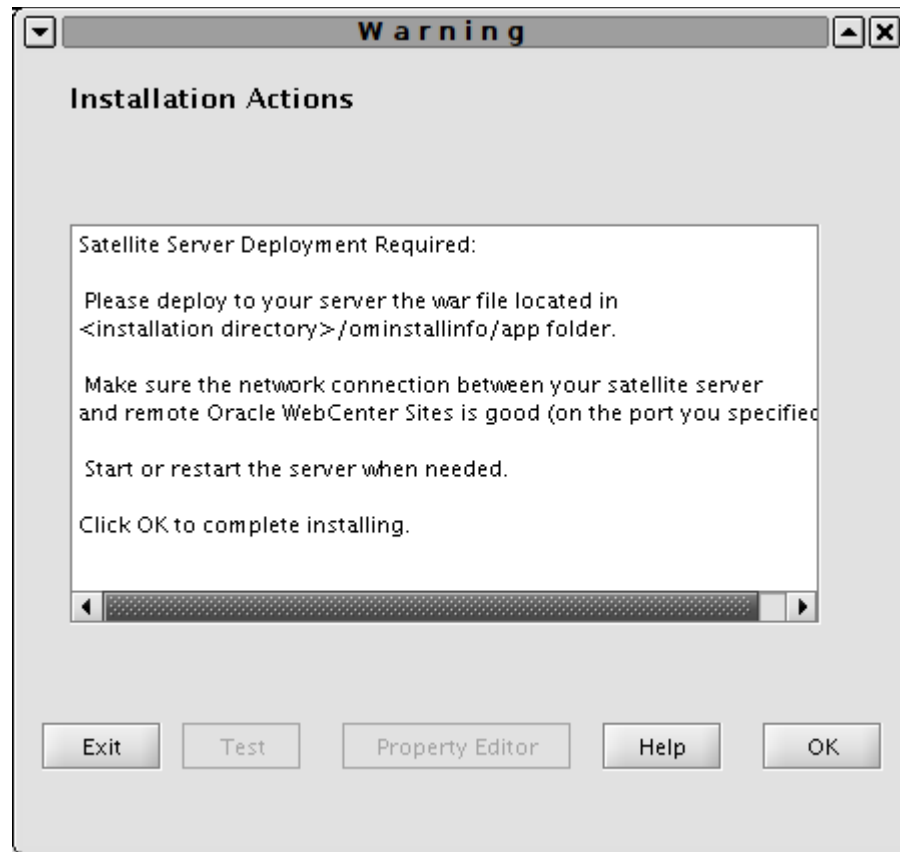 Warning
Installation Actions
Satellite Server Deployment Required:
Please deploy to your server the war file located in
<installation directory>/ominstallinfo/app folder.
Make sure the network connection between your satellite server
and remote Oracle WebCenter Sites is good (on the port you specified
Start or restart the server when needed.
Click OK to complete installing.
Exit
Test
Property Editor
Help
OK